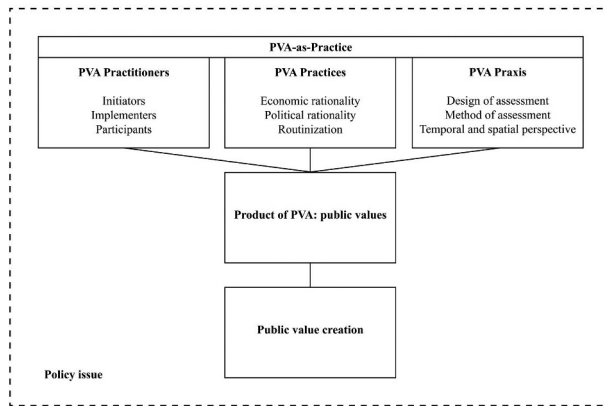 PVA-as-Practice
PVA Practitioners
Initiators
Implementers
Participants
PVA Practices
Economic rationality
Political rationality
Routinization
PVA Praxis
Design of assessment
Method of assessment
Temporal and spatial perspective
Product of PVA: public values
Public value creation
Policy issue